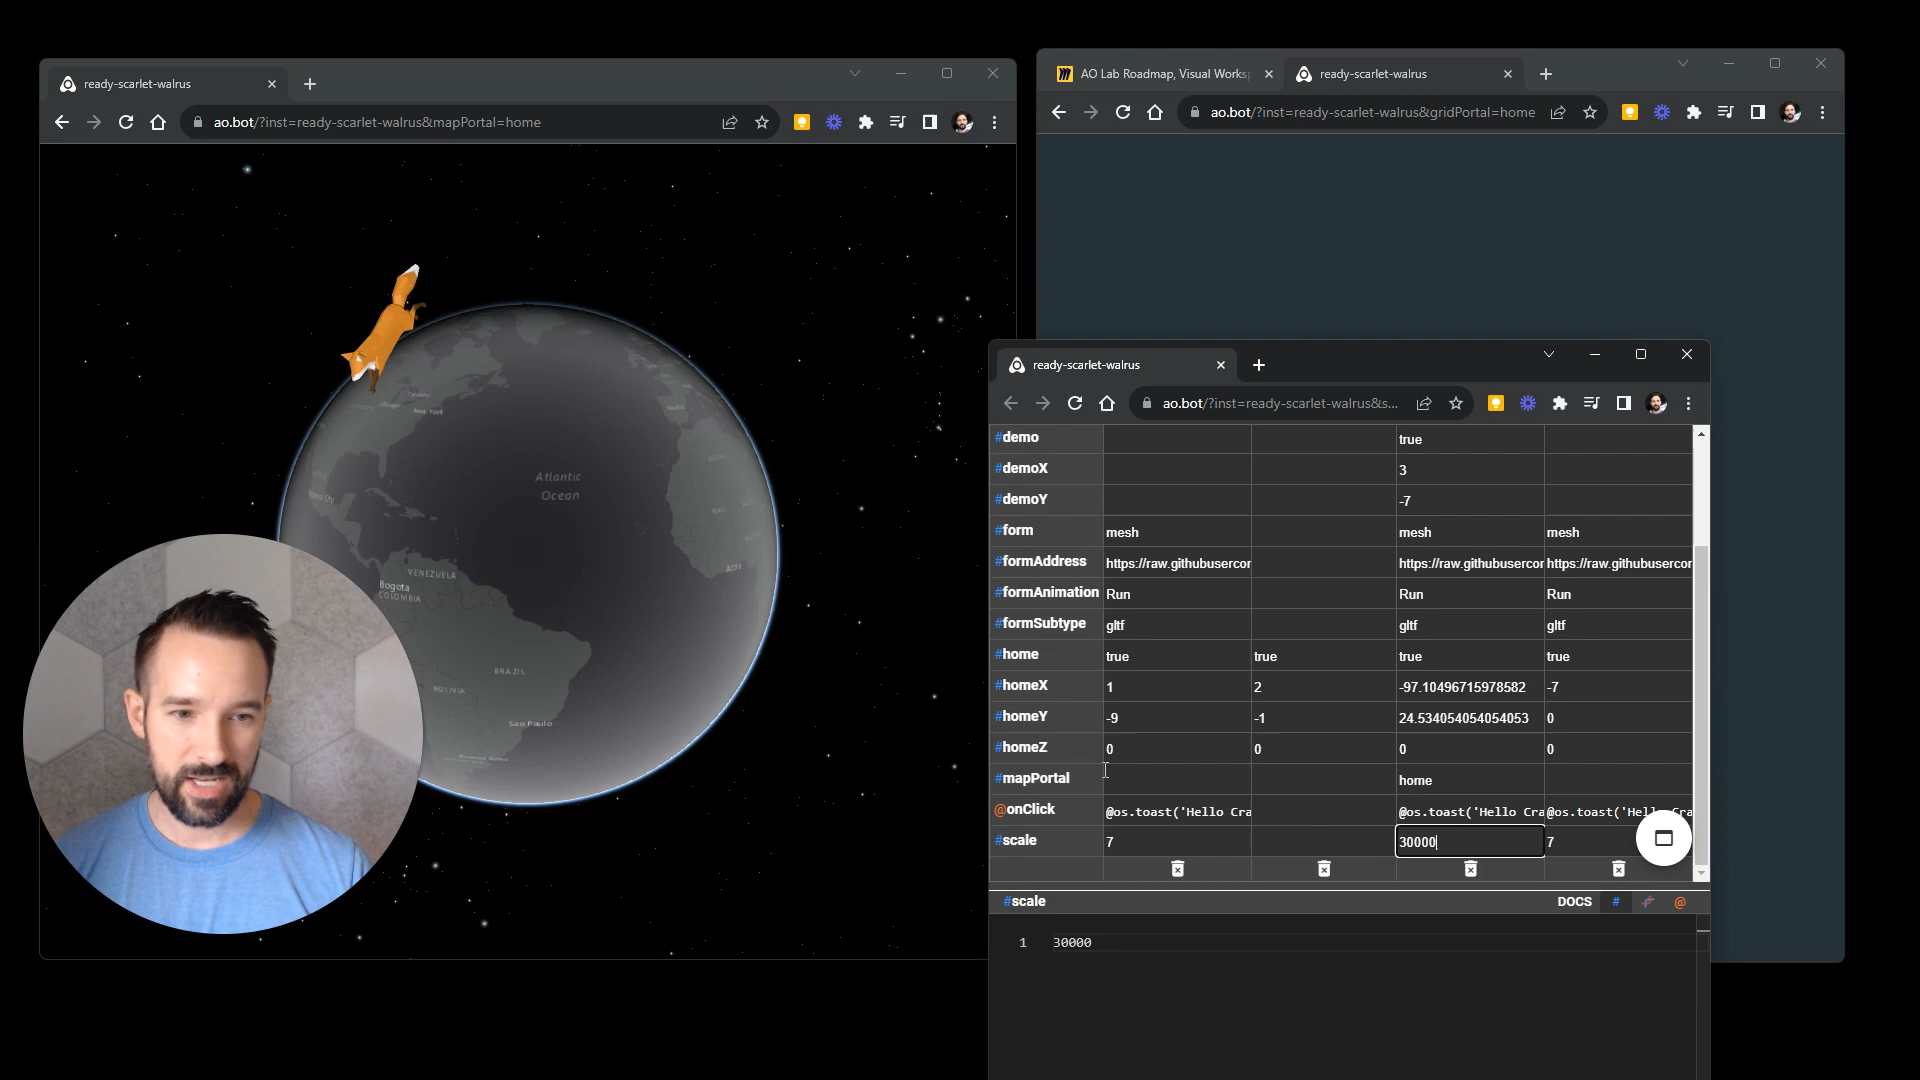 ready-scarlet-walrus
ao.bot/?inst=ready-scarlet-walrus&mapPortal=home
AO Lab Roadmap, Visual Works
ready-scarlet-walrus
ao.bot/?inst=ready-scarlet-walrus&gridPortal=home
Atlantic
Ocean
New York
VENEZUELA
Bogota
COLOMBIA
BRAZIL
BOLIVIA
Sao Paulo
ready-scarlet-walrus
ao.bot/?inst=ready-scarlet-walrus&s...
#demo true
#demoX 3
#demoY -7
#form mesh mesh mesh
#formAddress https://raw.githubusercor https://raw.githubusercor https://raw.githubusercor
#formAnimation Run Run Run
#formSubtype gltf gltf gltf
#home true true true true
#homeX 1 2 -97.10496715978582 -7
#homeY -9 -1 24.534054054054053 0
#homeZ 0 0 0 0
#mapPortal home
@onClick @os.toast('Hello Cra @os.toast('Hello Cra @os.toast('Hel
#scale 7 30000 7
#scale DOCS # @
1 30000